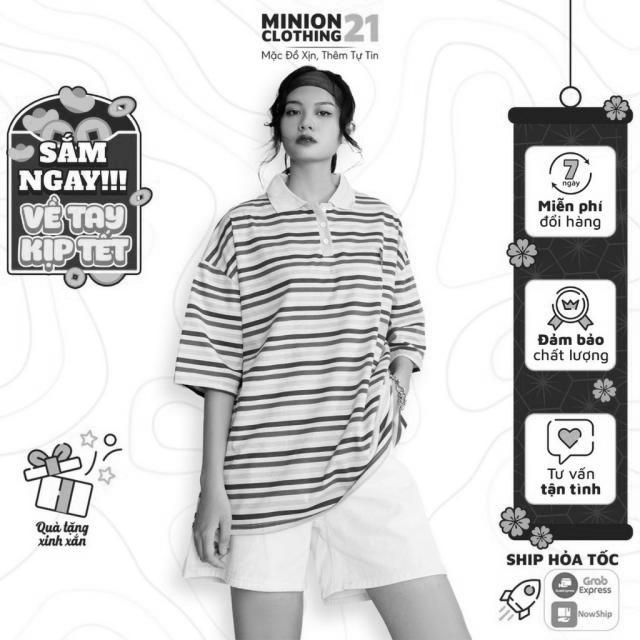 MINION
CLOTHING 21
Mặc Đồ Xịn, Thêm Tự Tin
SẮM
NGAY!!!
VỀ TAY
KỊP TẾT
7
ngày
Miễn phí
đổi hàng
Đảm bảo
chất lượng
Tư vấn
tận tình
Quà tặng
xinh xắn
SHIP HỎA TỐC
Grab
Express
NowShip